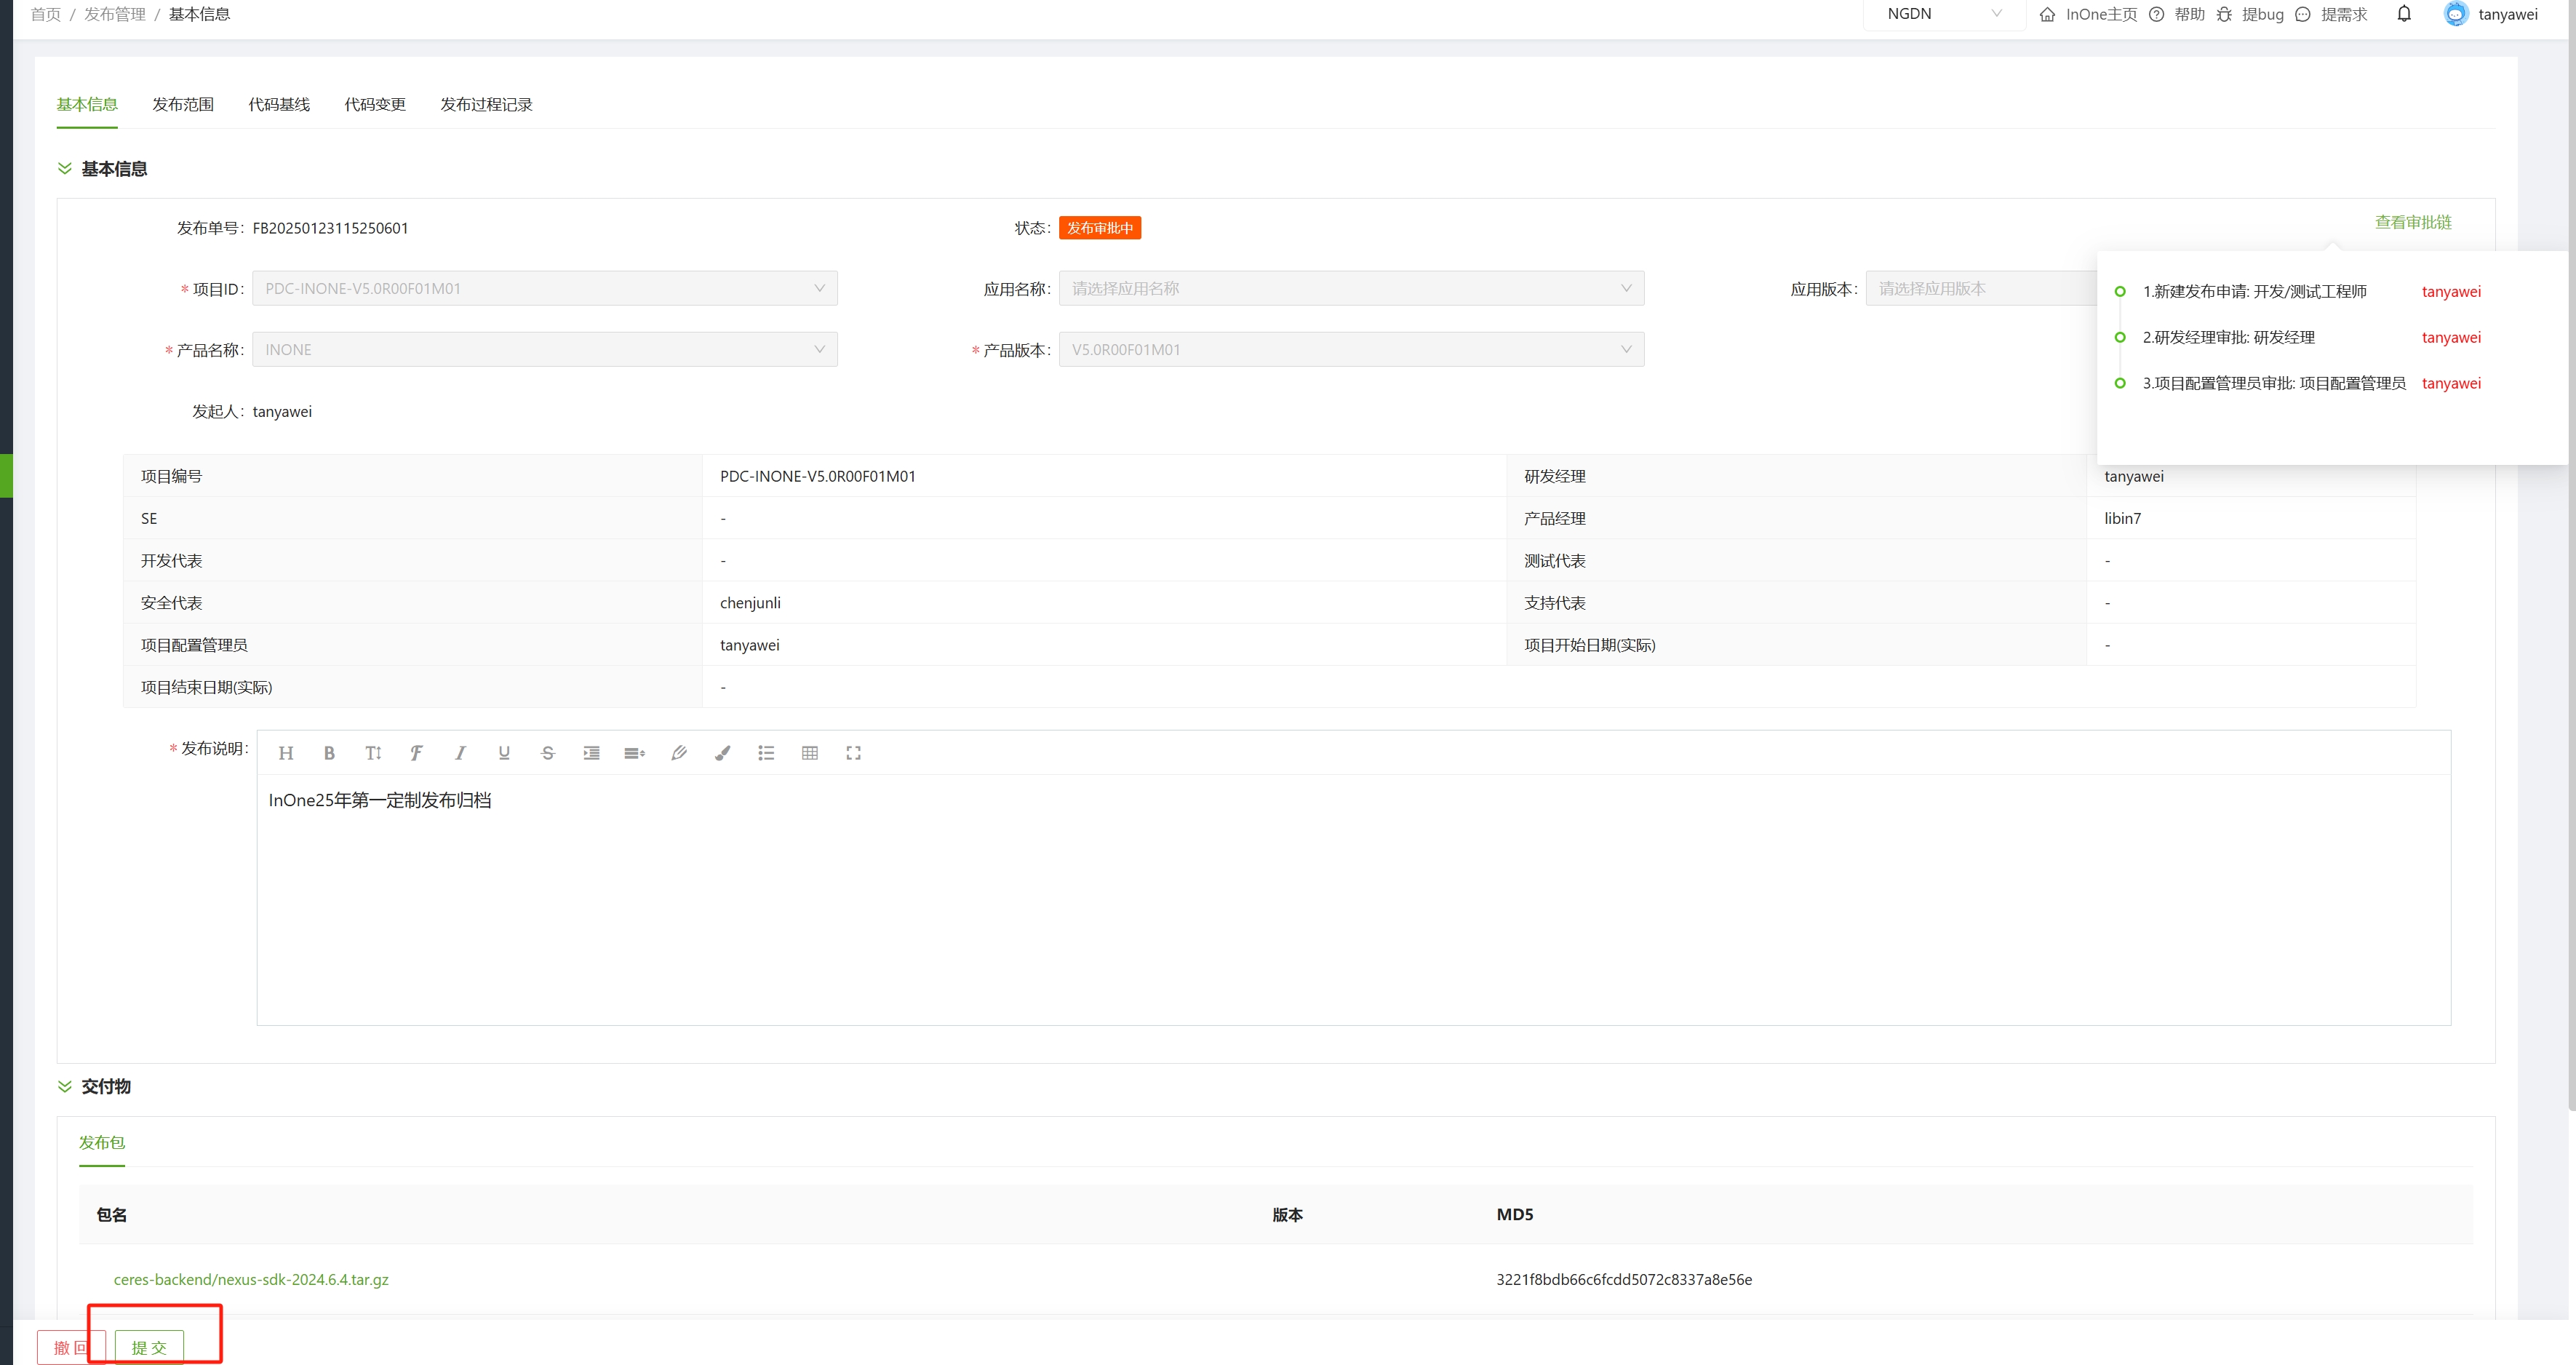 首页 / 发布管理 / 基本信息
NGDN
InOne主页 帮助 提bug 提需求 tanyawei
基本信息 发布范围 代码基线 代码变更 发布过程记录
基本信息
发布单号: FB20250123115250601
状态: 发布审批中
查看审批链
* 项目ID: PDC-INONE-V5.0R00F01M01
应用名称: 请选择应用名称
应用版本: 请选择应用版本
* 产品名称: INONE
* 产品版本: V5.0R00F01M01
1.新建发布申请: 开发/测试工程师 tanyawei
2.研发经理审批: 研发经理 tanyawei
3.项目配置管理员审批: 项目配置管理员 tanyawei
发起人: tanyawei
项目编号 PDC-INONE-V5.0R00F01M01 研发经理 tanyawei
SE - 产品经理 libin7
开发代表 - 测试代表 -
安全代表 chenjunli 支持代表 -
项目配置管理员 tanyawei 项目开始日期(实际) -
项目结束日期(实际) -
* 发布说明:
InOne25年第一定制发布归档
交付物
发布包
包名 版本 MD5
ceres-backend/nexus-sdk-2024.6.4.tar.gz 3221f8bdb66c6fcdd5072c8337a8e56e
撤回 提交